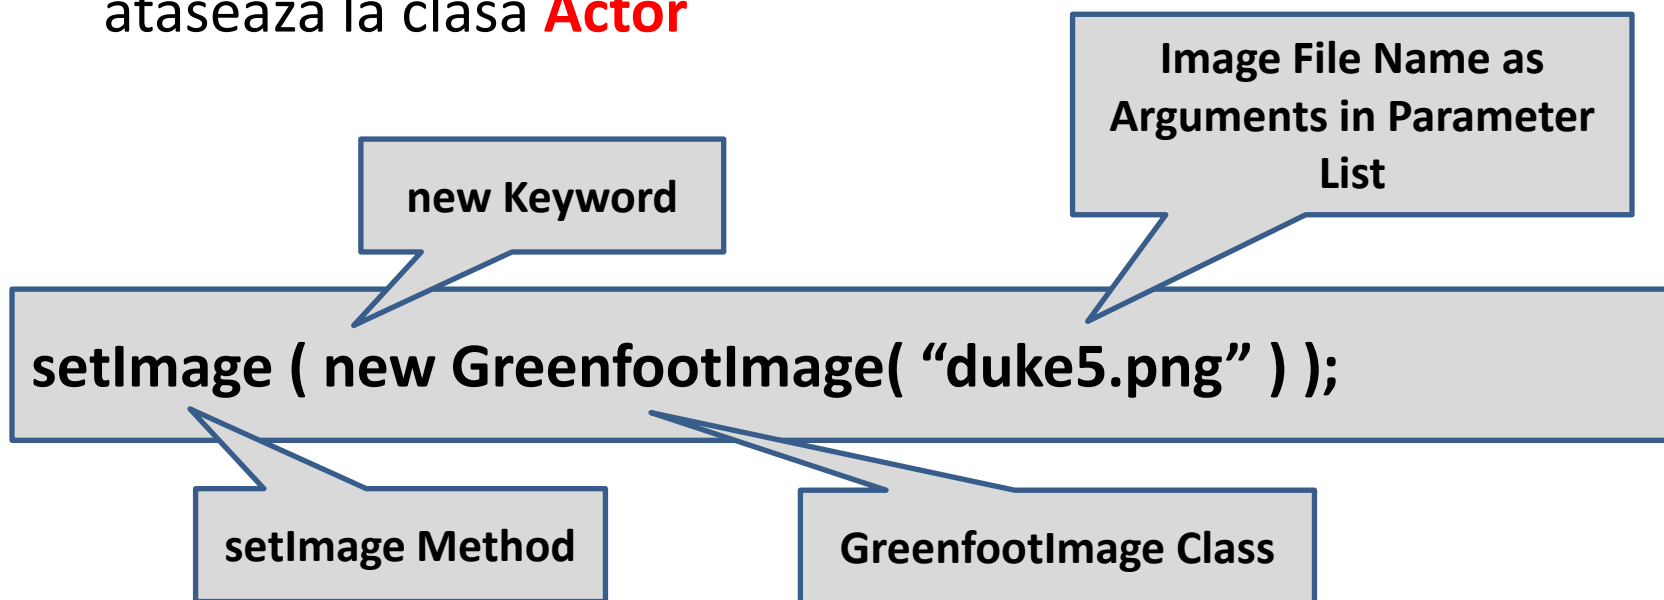 ataseaza la clasa Actor
Image File Name as
Arguments in Parameter
List
new Keyword
setImage ( new GreenfootImage( “duke5.png” ) );
setImage Method
GreenfootImage Class